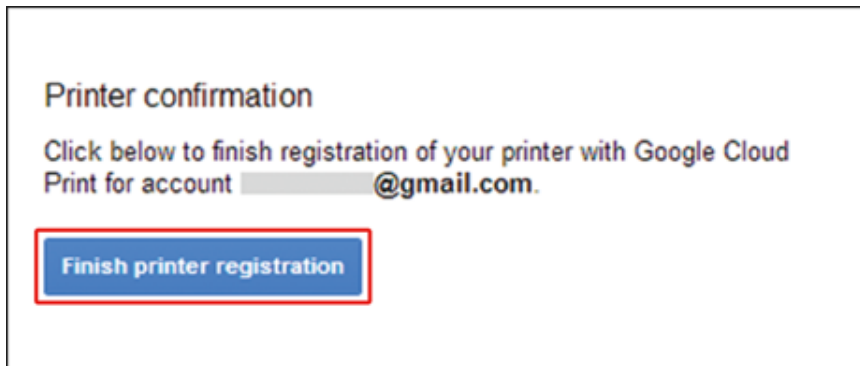 Printer confirmation
Click below to finish registration of your printer with Google Cloud
Print for account @gmail.com.
Finish printer registration